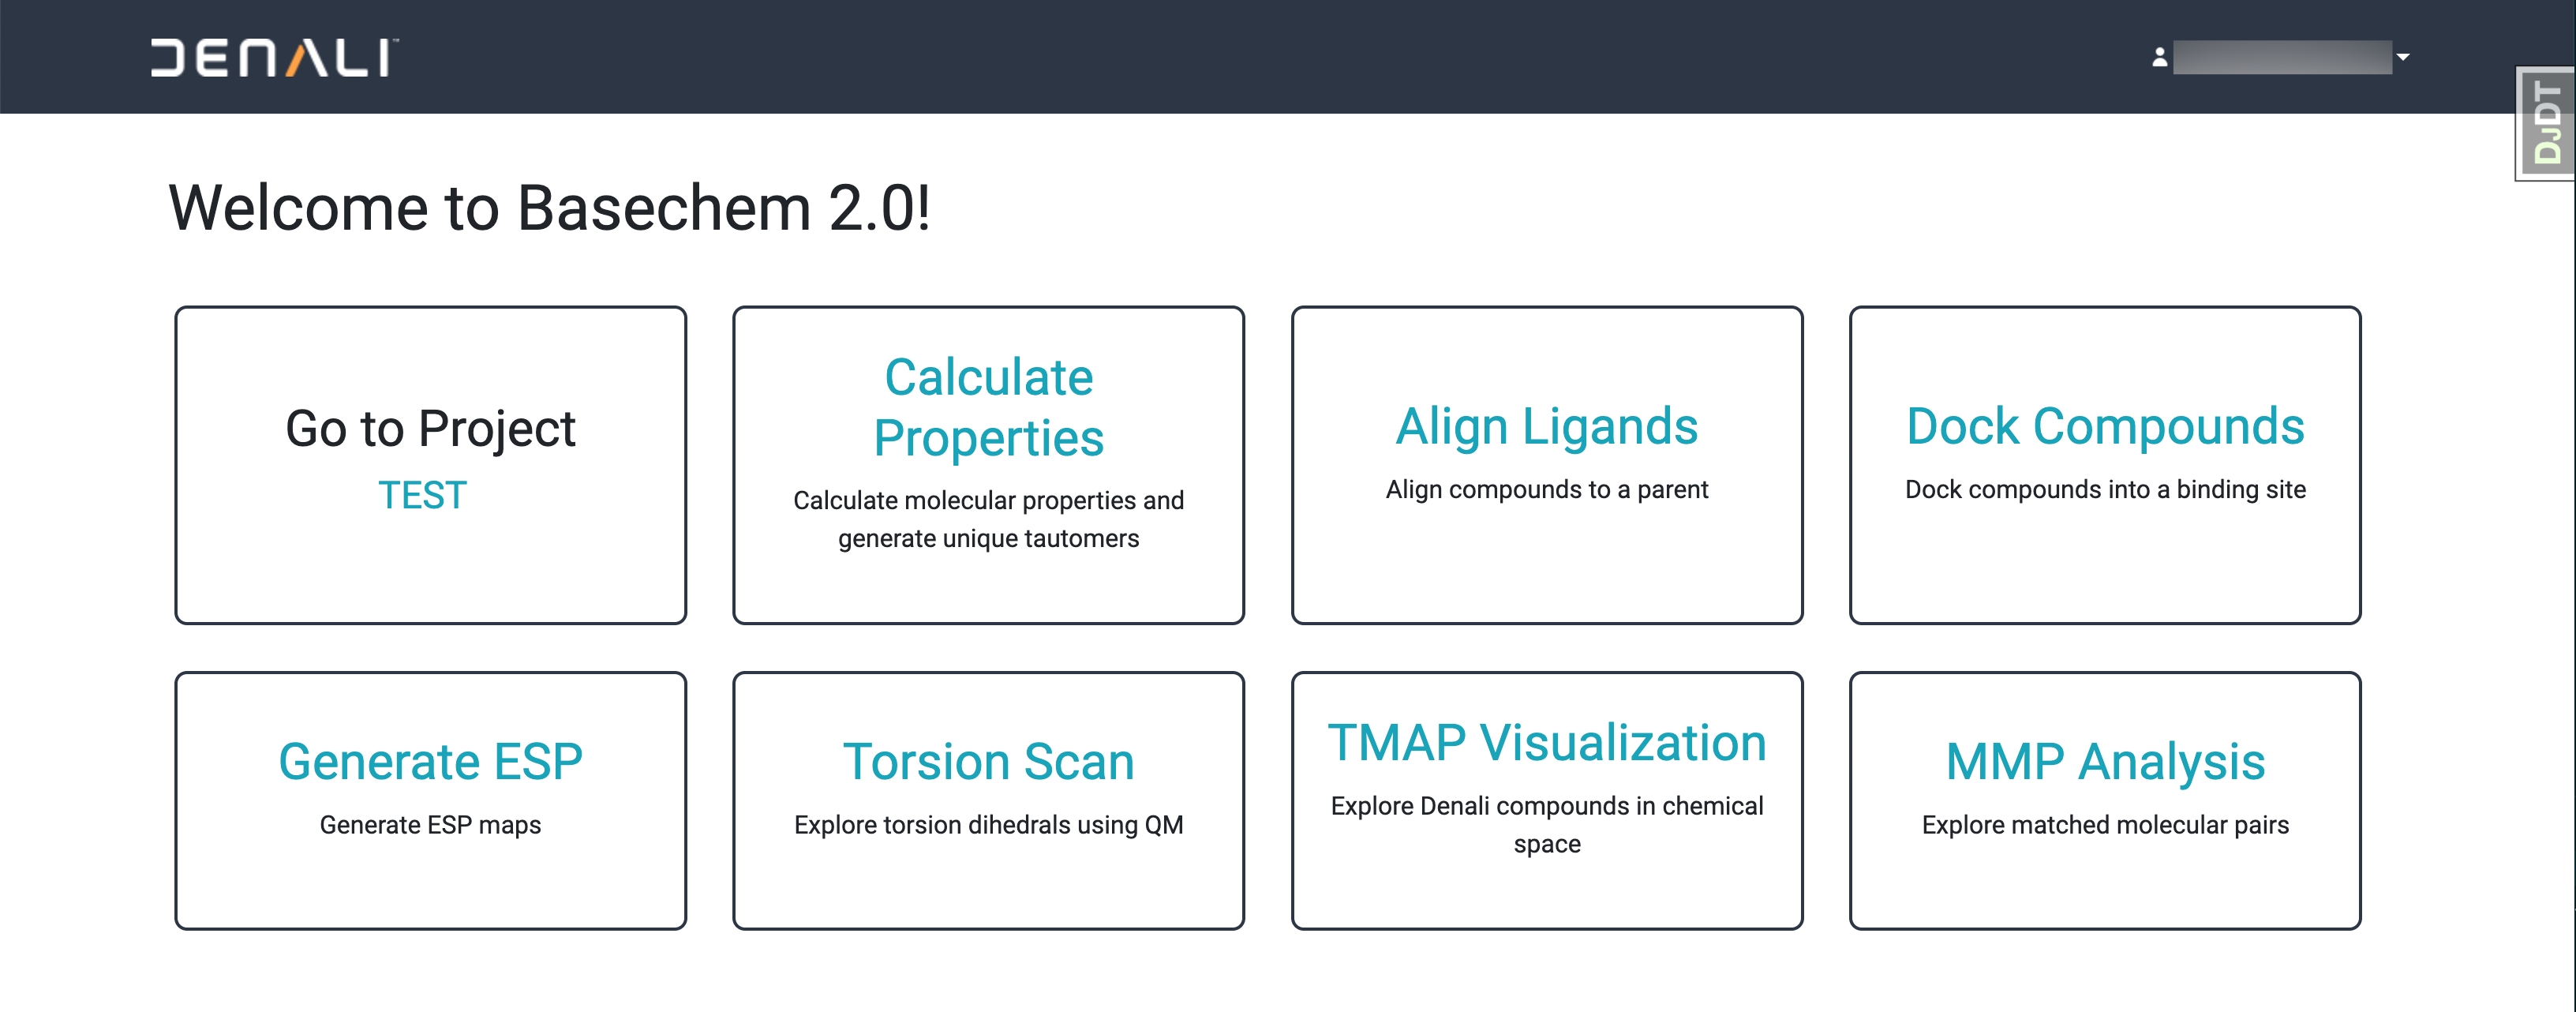 DENALI™
DJDT
Welcome to Basechem 2.0!
Go to Project
TEST
Calculate
Properties
Calculate molecular properties and
generate unique tautomers
Align Ligands
Align compounds to a parent
Dock Compounds
Dock compounds into a binding site
Generate ESP
Generate ESP maps
Torsion Scan
Explore torsion dihedrals using QM
TMAP Visualization
Explore Denali compounds in chemical
space
MMP Analysis
Explore matched molecular pairs